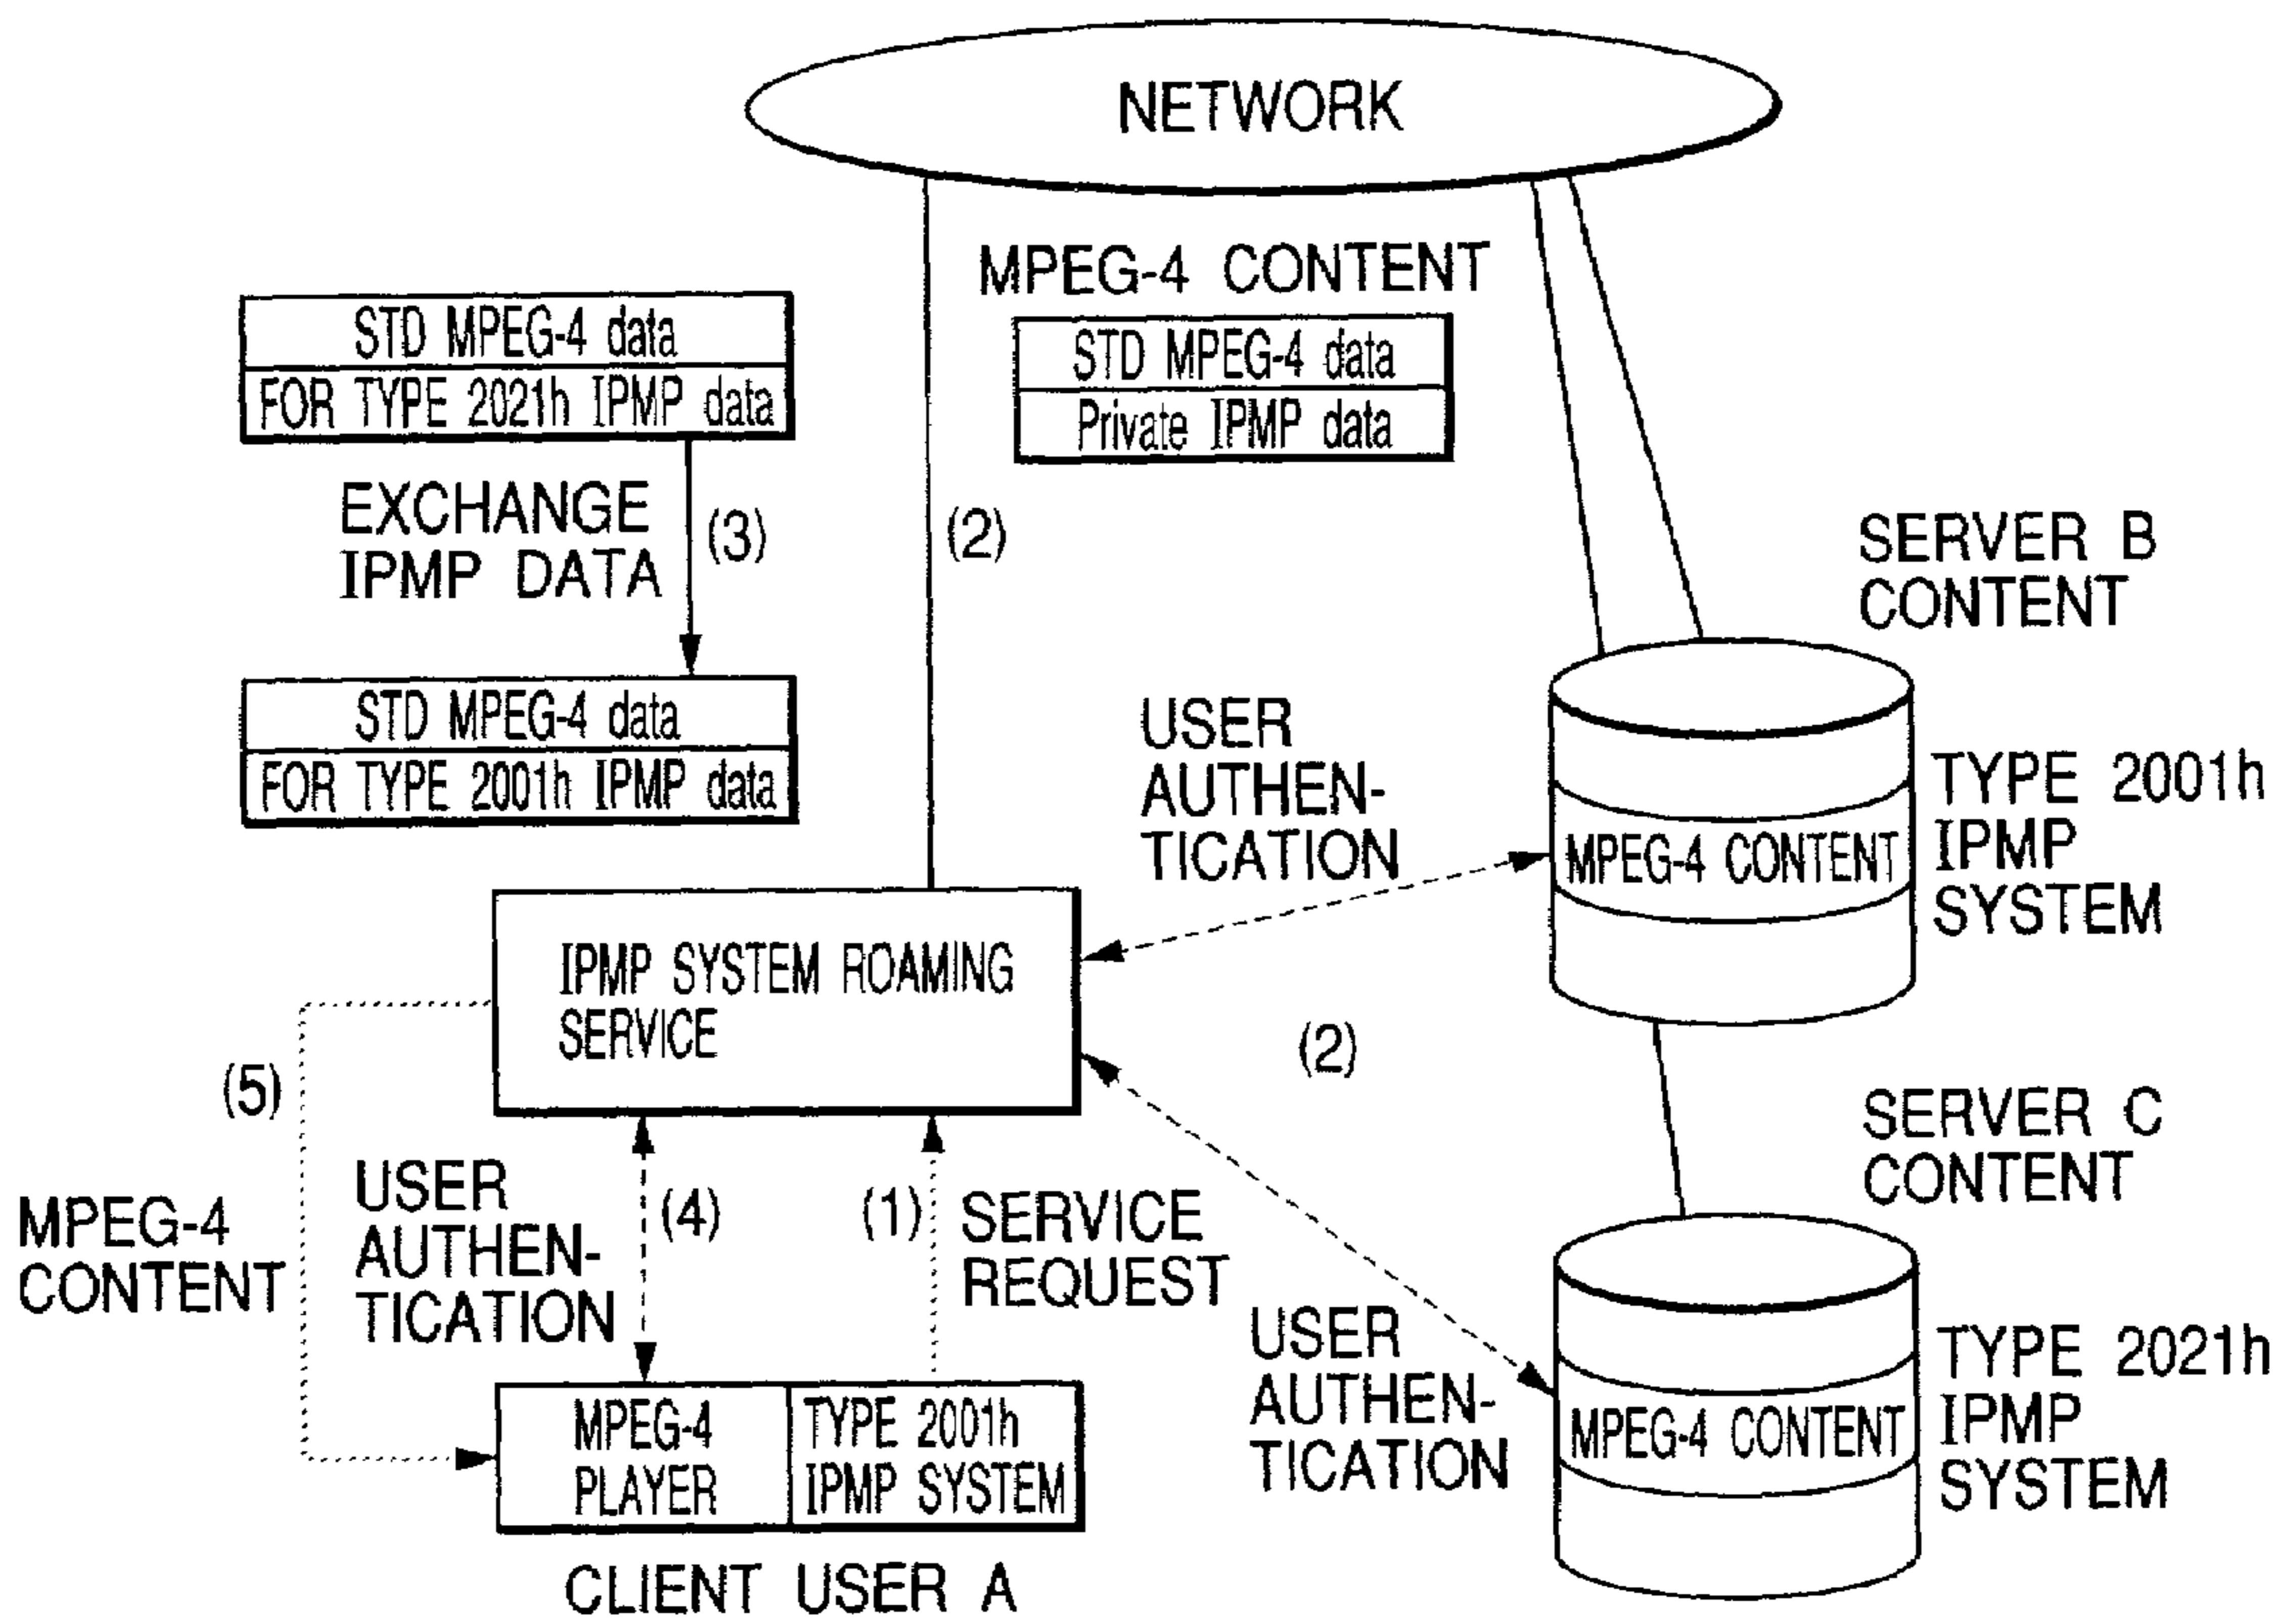 NETWORK
MPEG-4 CONTENT
STD MPEG-4 data
Private IPMP data
STD MPEG-4 data
FOR TYPE 2021h IPMP data
EXCHANGE
IPMP DATA
(3)
(2)
STD MPEG-4 data
FOR TYPE 2001h IPMP data
SERVER B
CONTENT
USER
AUTHEN-
TICATION
MPEG-4 CONTENT
TYPE 2001h
IPMP
SYSTEM
IPMP SYSTEM ROAMING
SERVICE
(2)
(5)
MPEG-4
CONTENT
USER
AUTHEN-
TICATION
(4)
(1)
SERVICE
REQUEST
SERVER C
CONTENT
USER
AUTHEN-
TICATION
MPEG-4 CONTENT
TYPE 2021h
IPMP
SYSTEM
MPEG-4
PLAYER
TYPE 2001h
IPMP SYSTEM
CLIENT USER A